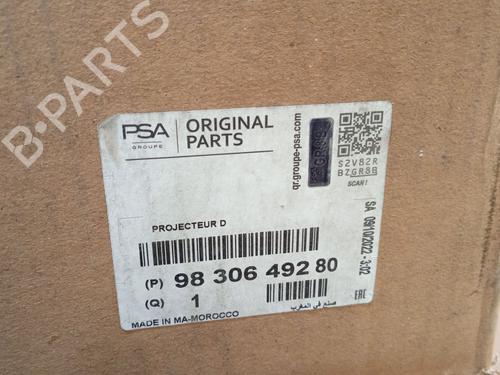 B-PARTS
PSA
GROUPE
ORIGINAL
PARTS
qr.groupe-psa.com
S2V82R
BZGR8B
SCAN!
PROJECTEUR D
(P) 98 306 492 80
(Q) 1
MADE IN MA-MOROCCO
صنع في المغرب
SA 09/10/2022 - 3:02
EAC